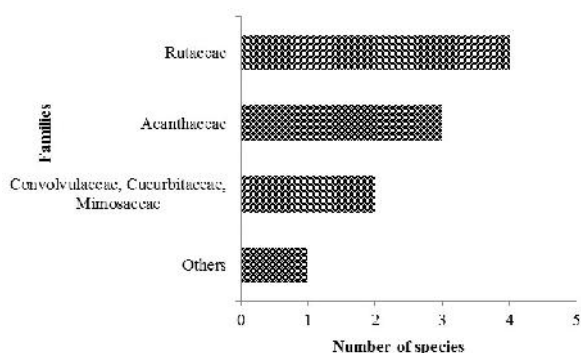 Families
Rutaceae
Acanthaceae
Convolvulaceae, Cucurbitaceae,
Mimosaceae
Others
0 1 2 3 4 5
Number of species